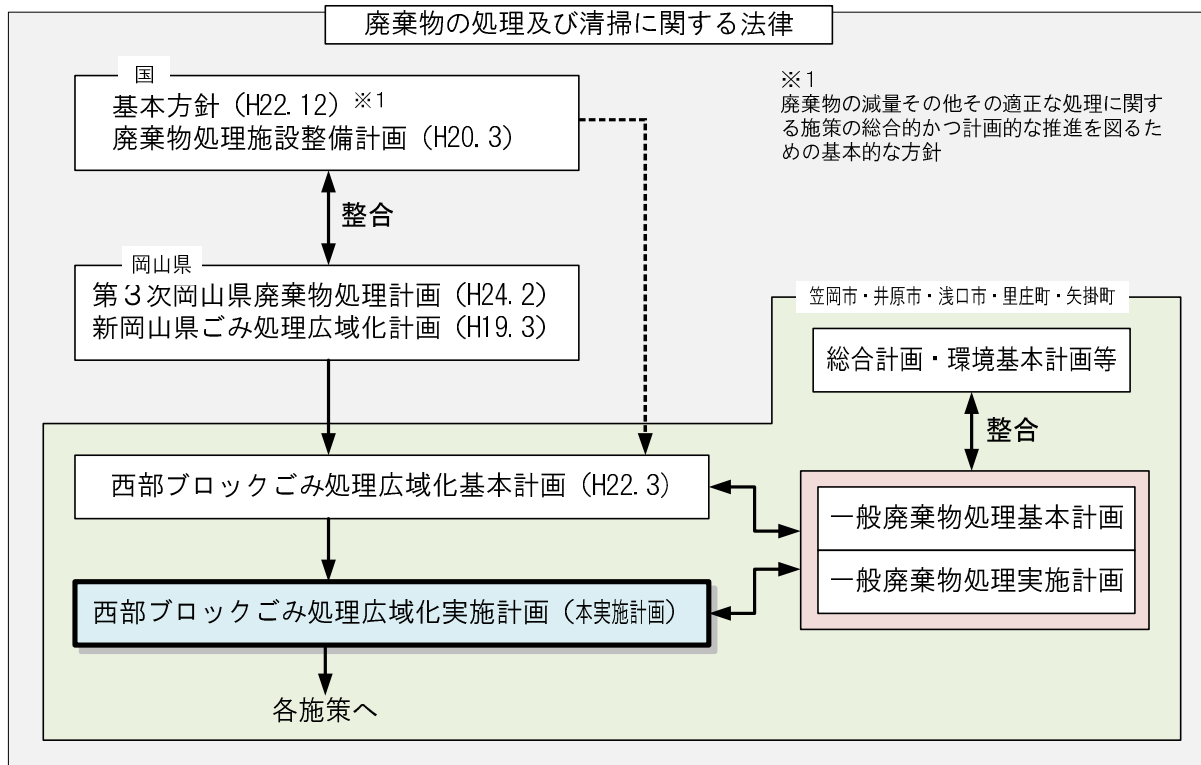 廃棄物の処理及び清掃に関する法律
国
基本方針（H22.12）※1
廃棄物処理施設整備計画（H20.3）
※1
廃棄物の減量その他その適正な処理に関す
る施策の総合的かつ計画的な推進を図るた
めの基本的な方針
整合
岡山県
第３次岡山県廃棄物処理計画（H24.2）
新岡山県ごみ処理広域化計画（H19.3）
笠岡市・井原市・浅口市・里庄町・矢掛町
総合計画・環境基本計画等
整合
西部ブロックごみ処理広域化基本計画（H22.3）
一般廃棄物処理基本計画
一般廃棄物処理実施計画
西部ブロックごみ処理広域化実施計画（本実施計画）
各施策へ